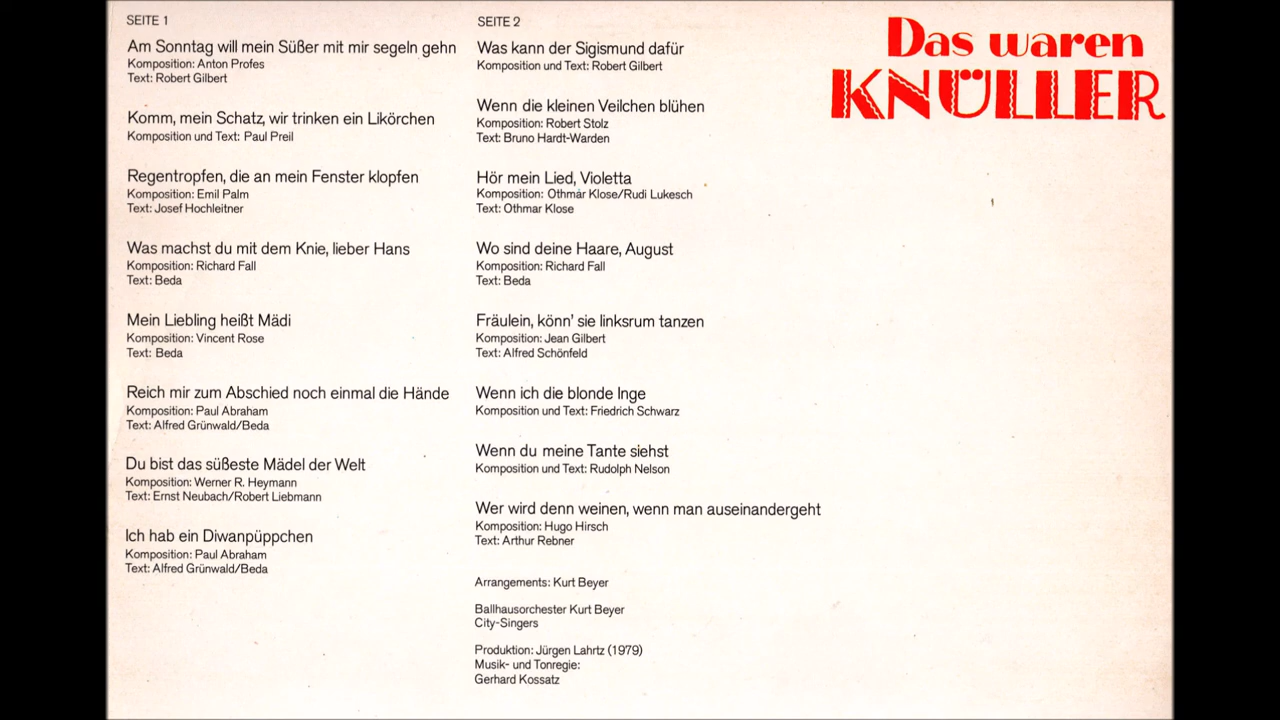 SEITE 1
Am Sonntag will mein Süßer mit mir segeln gehn
Komposition: Anton Profes
Text: Robert Gilbert
Komm, mein Schatz, wir trinken ein Likörchen
Komposition und Text: Paul Preil
Regentropfen, die an mein Fenster klopfen
Komposition: Emil Palm
Text: Josef Hochleitner
Was machst du mit dem Knie, lieber Hans
Komposition: Richard Fall
Text: Beda
Mein Liebling heißt Mädi
Komposition: Vincent Rose
Text: Beda
Reich mir zum Abschied noch einmal die Hände
Komposition: Paul Abraham
Text: Alfred Grünwald/Beda
Du bist das süßeste Mädel der Welt
Komposition: Werner R. Heymann
Text: Ernst Neubach/Robert Liebmann
Ich hab ein Diwanpüppchen
Komposition: Paul Abraham
Text: Alfred Grünwald/Beda
SEITE 2
Was kann der Sigismund dafür
Komposition und Text: Robert Gilbert
Wenn die kleinen Veilchen blühen
Komposition: Robert Stolz
Text: Bruno Hardt-Warden
Hör mein Lied, Violetta
Komposition: Othmar Klose/Rudi Lukesch
Text: Othmar Klose
Wo sind deine Haare, August
Komposition: Richard Fall
Text: Beda
Fräulein, könn' sie linksrum tanzen
Komposition: Jean Gilbert
Text: Alfred Schönfeld
Wenn ich die blonde Inge
Komposition und Text: Friedrich Schwarz
Wenn du meine Tante siehst
Komposition und Text: Rudolph Nelson
Wer wird denn weinen, wenn man auseinandergeht
Komposition: Hugo Hirsch
Text: Arthur Rebner
Arrangements: Kurt Beyer
Ballhausorchester Kurt Beyer
City-Singers
Produktion: Jürgen Lahrtz (1979)
Musik- und Tonregie:
Gerhard Kossatz
Das waren
KNÜLLER